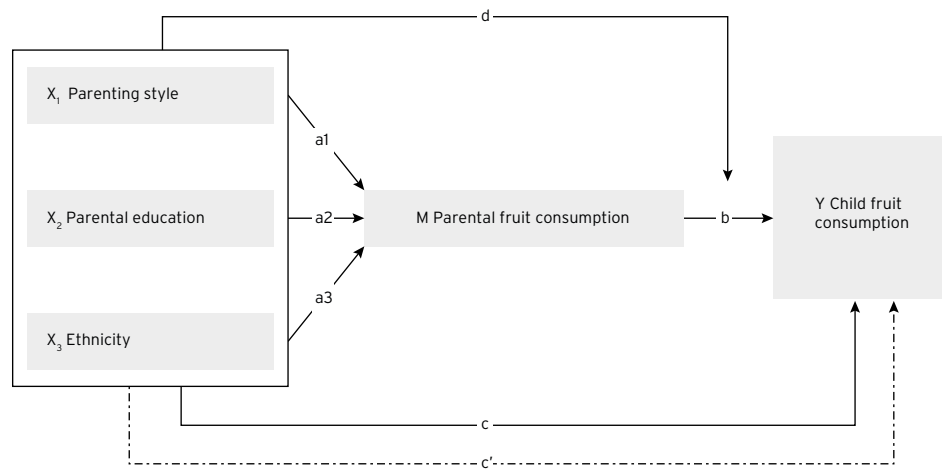 d
X₁ Parenting style
a1
X₂ Parental education
a2
M Parental fruit consumption
b
Y Child fruit
consumption
a3
X₃ Ethnicity
c
c'